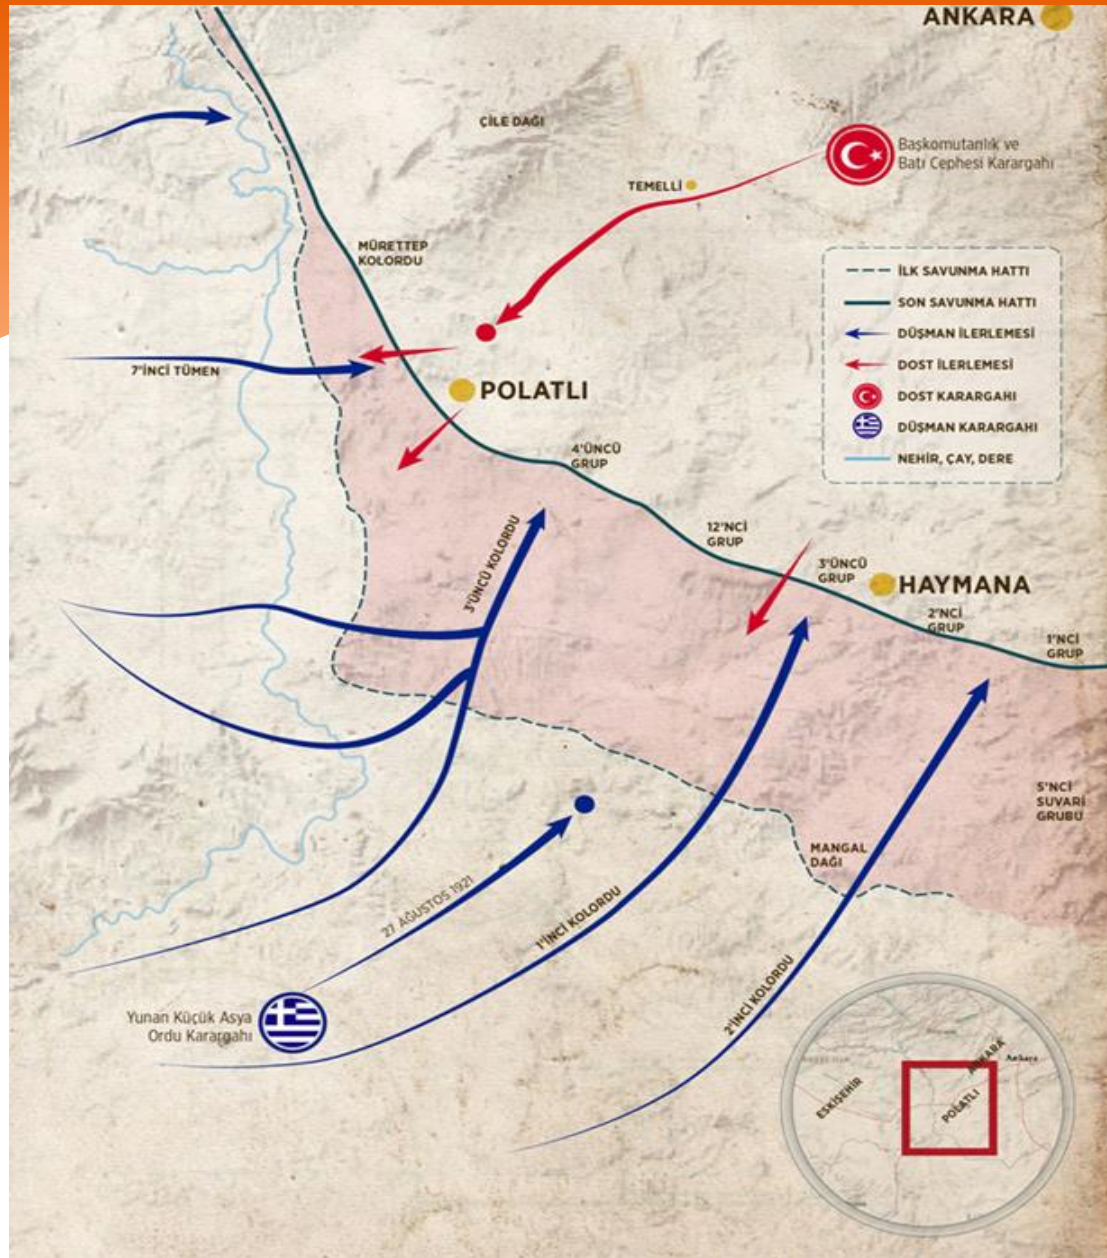 ANKARA
ÇİLE DAĞI
Başkomutanlık ve
Batı Cephesi Karargahı
TEMELLİ
MÜRETTEP
KOLORDU
İLK SAVUNMA HATTI
SON SAVUNMA HATTI
DÜŞMAN İLERLEMESİ
DOST İLERLEMESİ
DOST KARARGAHI
DÜŞMAN KARARGAHI
NEHİR, ÇAY, DERE
7'İNCİ TÜMEN
POLATLI
4'ÜNCÜ
GRUP
3'ÜNCÜ KOLORDU
12'NCİ
GRUP
3'ÜNCÜ
GRUP
HAYMANA
2'NCİ
GRUP
1'NCİ
GRUP
5'NCİ
SUVARİ
GRUBU
MANGAL
DAĞI
27 AĞUSTOS 1921
1'İNCİ KOLORDU
2'İNCİ KOLORDU
Yunan Küçük Asya
Ordu Karargahı
ESKİŞEHİR
ANKARA
Ankara
POLATLI